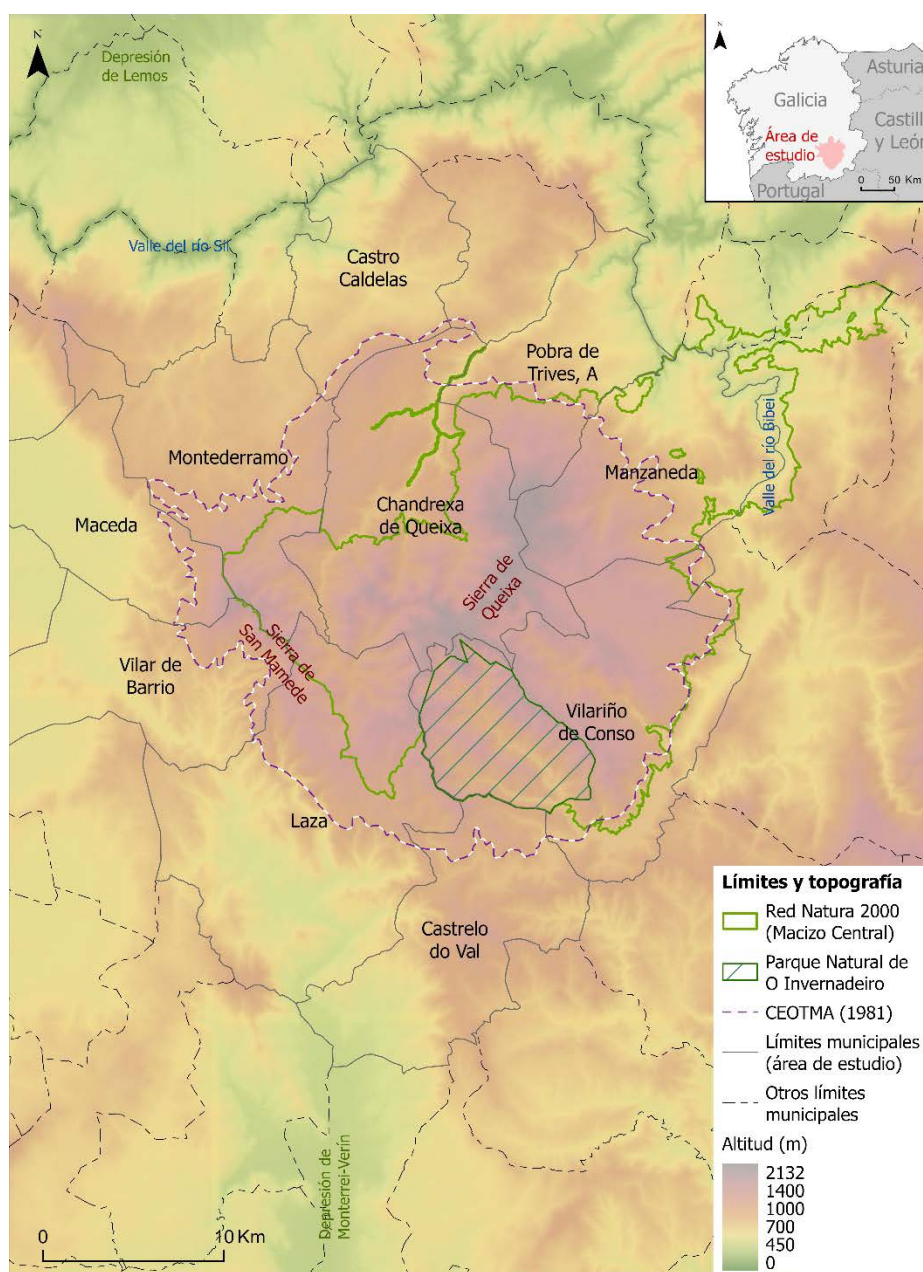 N
Depresión
de Lemos
N
Asturia
Galicia
Castill
y León
Área de
estudio
Portugal
0 50 Km
Valle del río Sil
Castro
Caldelas
Pobra de
Trives, A
Valle del río Bibei
Montederramo
Manzaneda
Chandrexa
de Queixa
Maceda
Sierra de
Queixa
Sierra de
San Mamede
Vilar de
Barrio
Vilariño
de Conso
Laza
Castrelo
do Val
Depresión de
Monterrei-Verín
0 10 Km
Límites y topografía
Red Natura 2000
(Macizo Central)
Parque Natural de
O Invernadeiro
CEOTMA (1981)
Límites municipales
(área de estudio)
Otros límites
municipales
Altitud (m)
2132
1400
1000
700
450
0